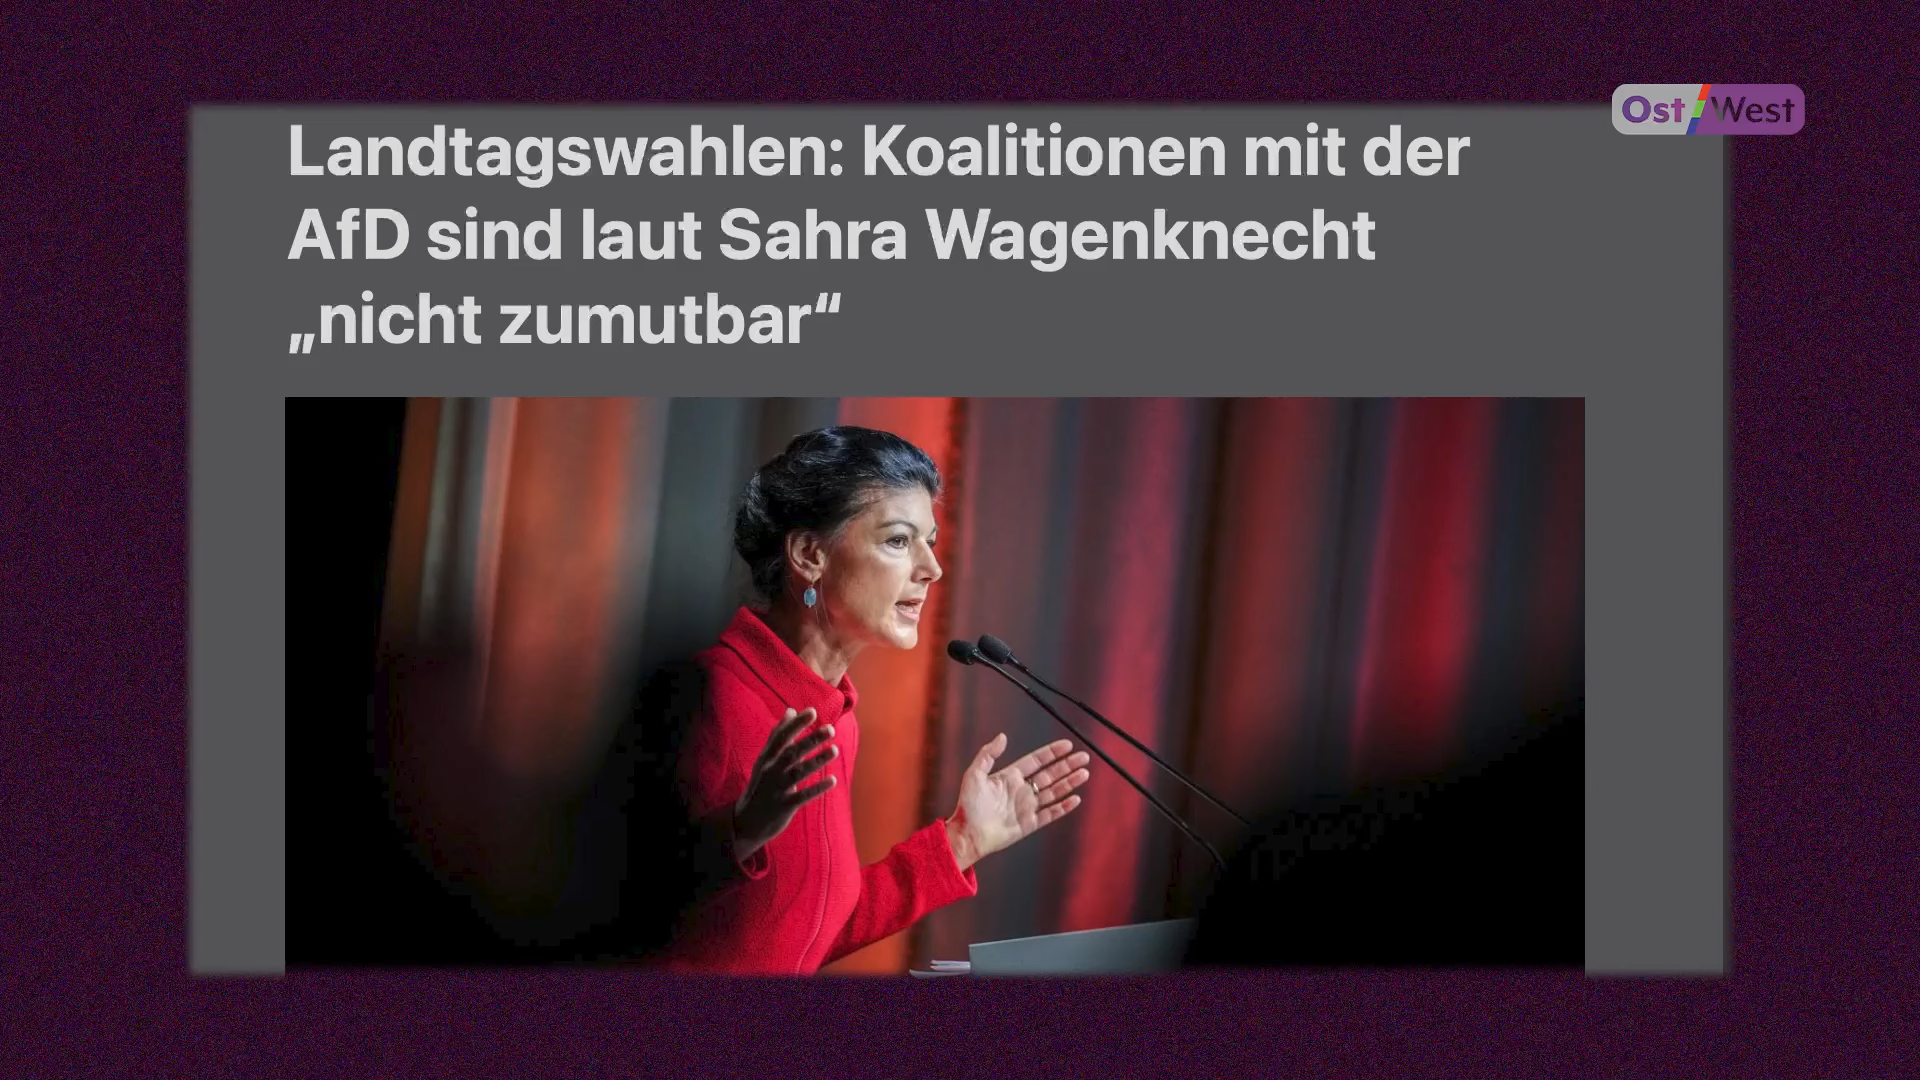 Ost/West
Landtagswahlen: Koalitionen mit der
AfD sind laut Sahra Wagenknecht
„nicht zumutbar“